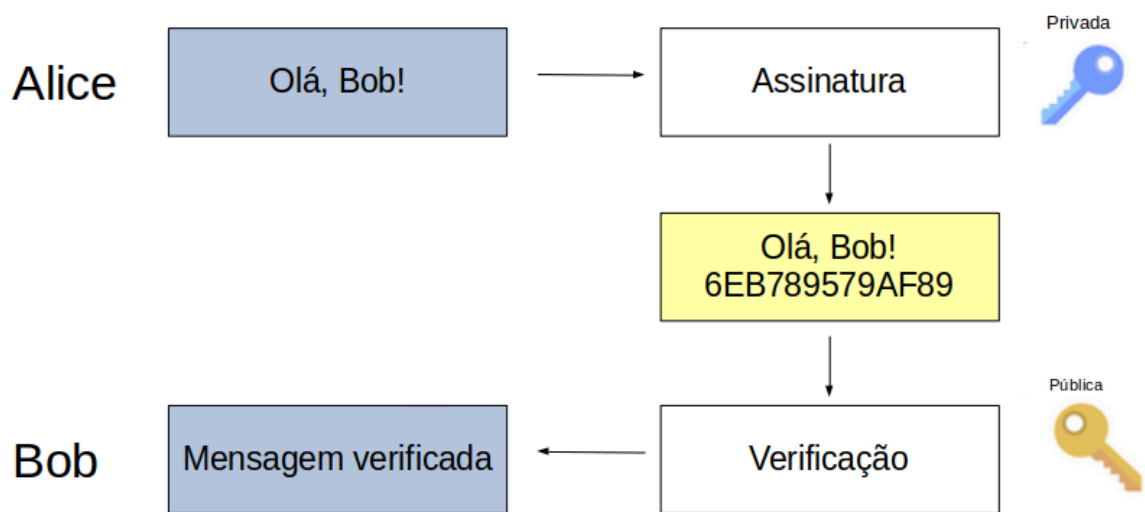 Privada
Alice
Olá, Bob!
Assinatura
Olá, Bob!
6EB789579AF89
Pública
Bob
Mensagem verificada
Verificação